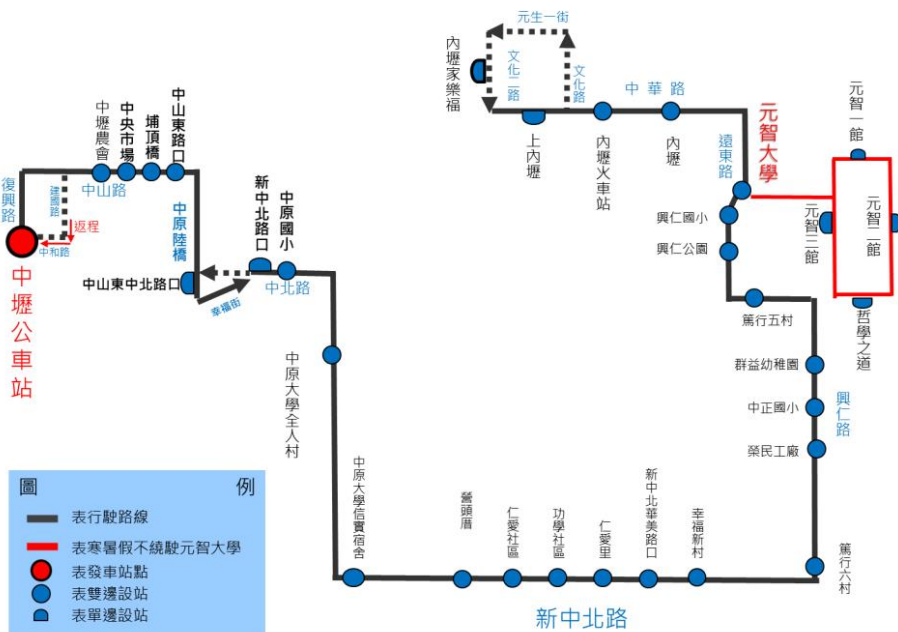 元生一街
內壢家樂福
文化二路
文化路
中華路
上內壢
內壢火車站
內壢
遠東路
元智大學
元智一館
元智二館
元智三館
哲學之道
興仁國小
興仁公園
篤行五村
群益幼稚園
中正國小
榮民工廠
興仁路
篤行六村
中壢農會
中央市場
埔頂橋
中山東路口
復興路
中山路
建國路
返程
中和路
中壢公車站
中原陸橋
中山東中北路口
幸福街
新中北路口
中原國小
中北路
中原大學全人村
中原大學信實宿舍
營頭厝
仁愛社區
功學社區
仁愛里
新中北華美路口
幸福新村
新中北路
圖例
表行駛路線
表寒暑假不繞駛元智大學
表發車站點
表雙邊設站
表單邊設站